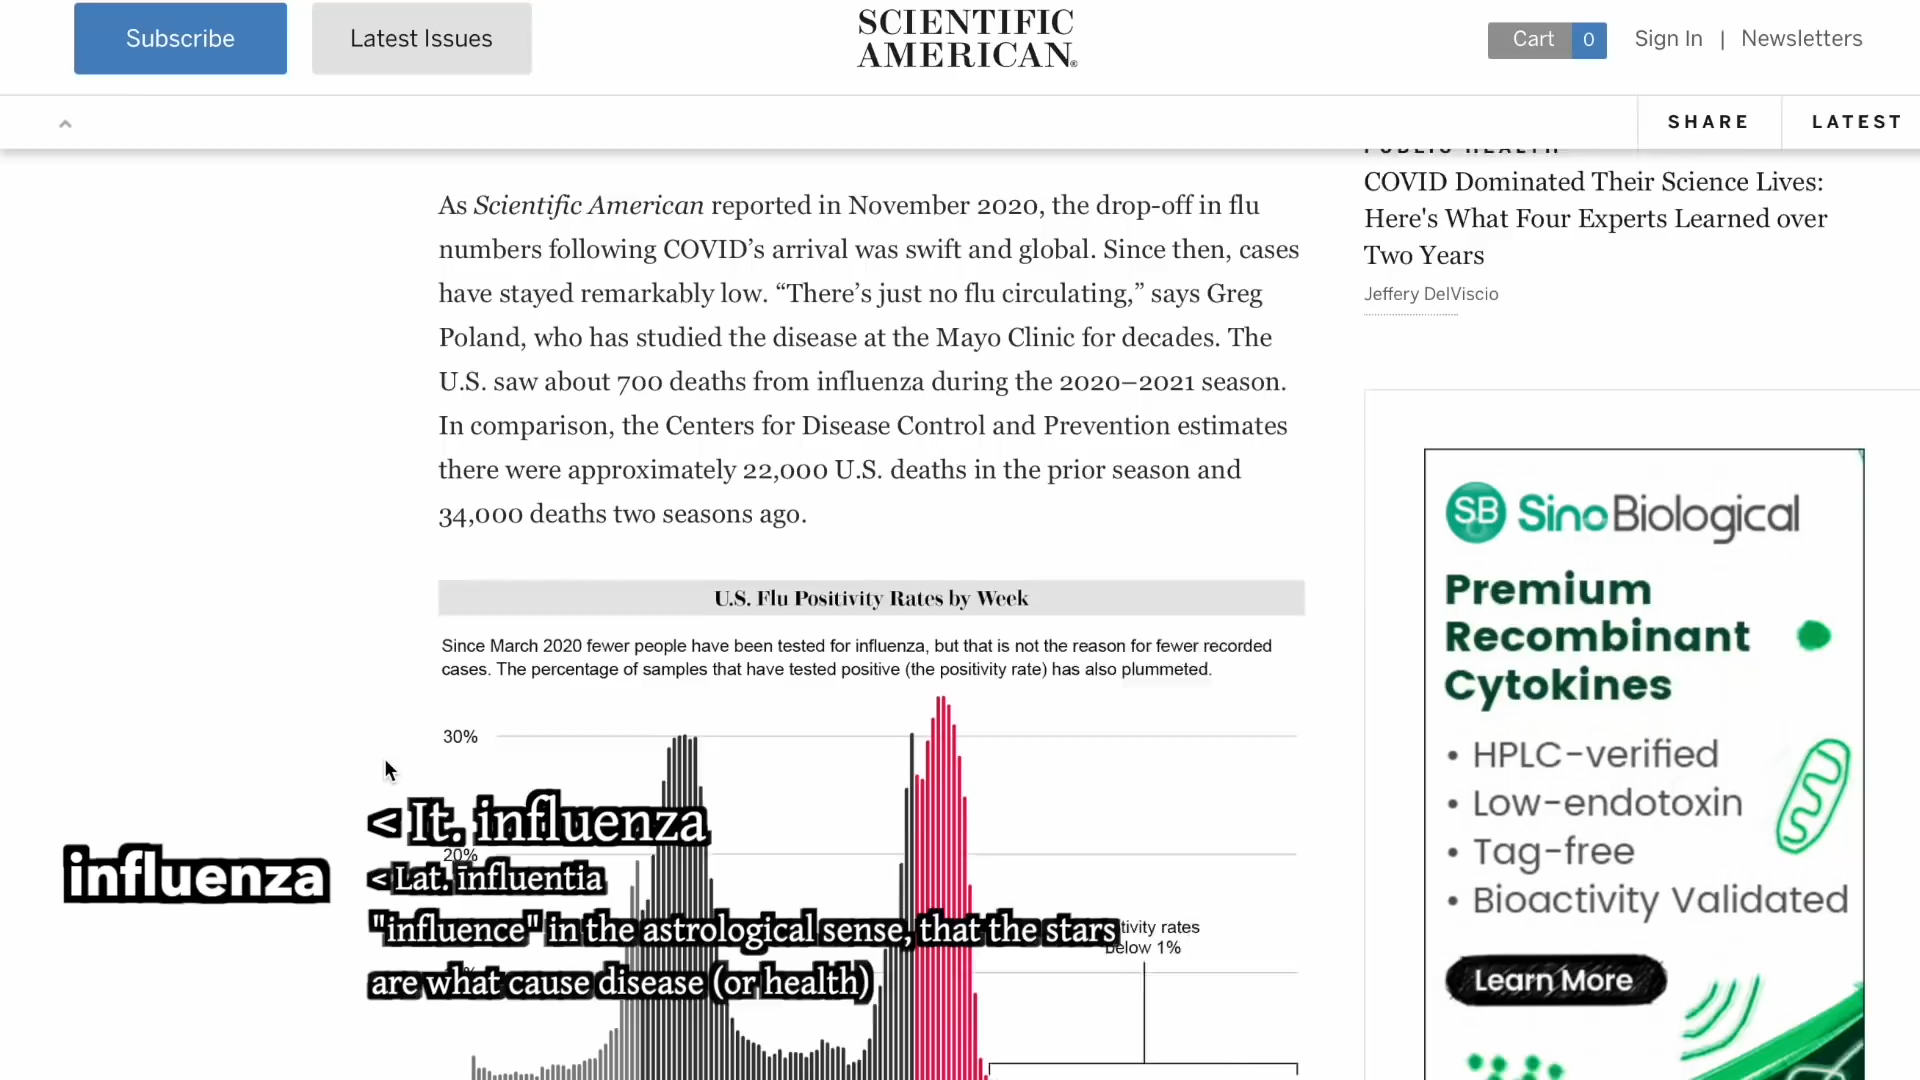 Subscribe
Latest Issues
SCIENTIFIC
AMERICAN®
Cart 0
Sign In | Newsletters
SHARE
LATEST
PUBLIC HEALTH
COVID Dominated Their Science Lives:
Here's What Four Experts Learned over
Two Years
Jeffery DelViscio
As Scientific American reported in November 2020, the drop-off in flu
numbers following COVID’s arrival was swift and global. Since then, cases
have stayed remarkably low. “There’s just no flu circulating,” says Greg
Poland, who has studied the disease at the Mayo Clinic for decades. The
U.S. saw about 700 deaths from influenza during the 2020–2021 season.
In comparison, the Centers for Disease Control and Prevention estimates
there were approximately 22,000 U.S. deaths in the prior season and
34,000 deaths two seasons ago.
U.S. Flu Positivity Rates by Week
Since March 2020 fewer people have been tested for influenza, but that is not the reason for fewer recorded
cases. The percentage of samples that have tested positive (the positivity rate) has also plummeted.
30%
20%
tivity rates
below 1%
influenza
< It. influenza
< Lat. īnfluentia
"influence" in the astrological sense, that the stars
are what cause disease (or health)
SB SinoBiological
Premium
Recombinant
Cytokines
• HPLC-verified
• Low-endotoxin
• Tag-free
• Bioactivity Validated
Learn More